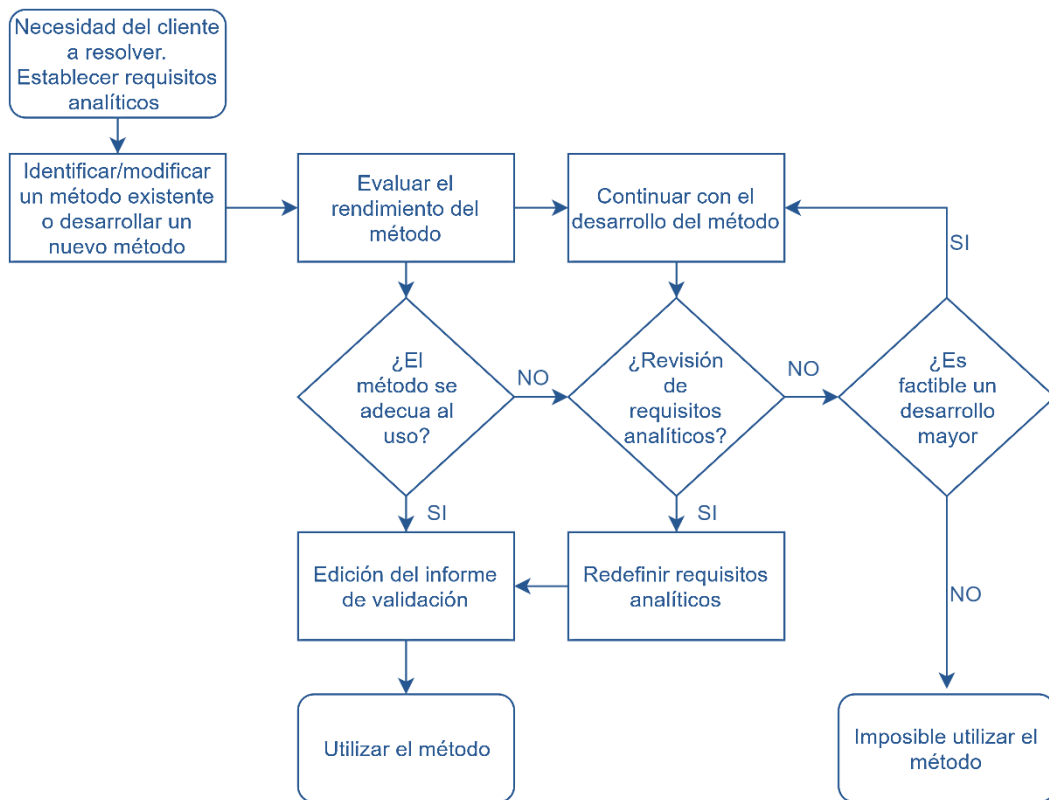 Necesidad del cliente
a resolver.
Establecer requisitos
analíticos
Identificar/modificar
un método existente
o desarrollar un
nuevo método
Evaluar el
rendimiento del
método
Continuar con el
desarrollo del método
SI
¿El
método se
adecua al
uso?
NO
¿Revisión
de
requisitos
analíticos?
NO
¿Es
factible un
desarrollo
mayor
SI
SI
Edición del informe
de validación
Redefinir requisitos
analíticos
NO
Utilizar el método
Imposible utilizar el
método